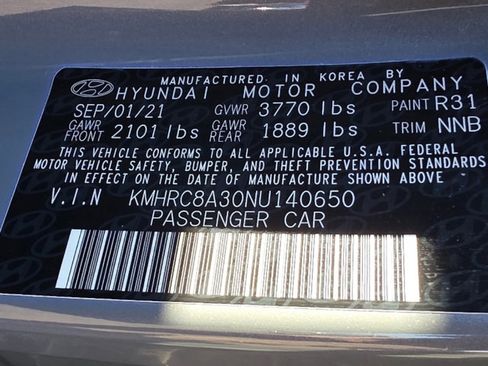 MANUFACTURED IN KOREA BY
HYUNDAI MOTOR COMPANY
SEP/01/21 GVWR 3770 lbs PAINT R31
GAWR FRONT 2101 lbs GAWR REAR 1889 lbs TRIM NNB
THIS VEHICLE CONFORMS TO ALL APPLICABLE U.S.A. FEDERAL
MOTOR VEHICLE SAFETY, BUMPER, AND THEFT PREVENTION STANDARDS
IN EFFECT ON THE DATE OF MANUFACTURE SHOWN ABOVE.
V.I.N KMHRC8A30NU140650
PASSENGER CAR